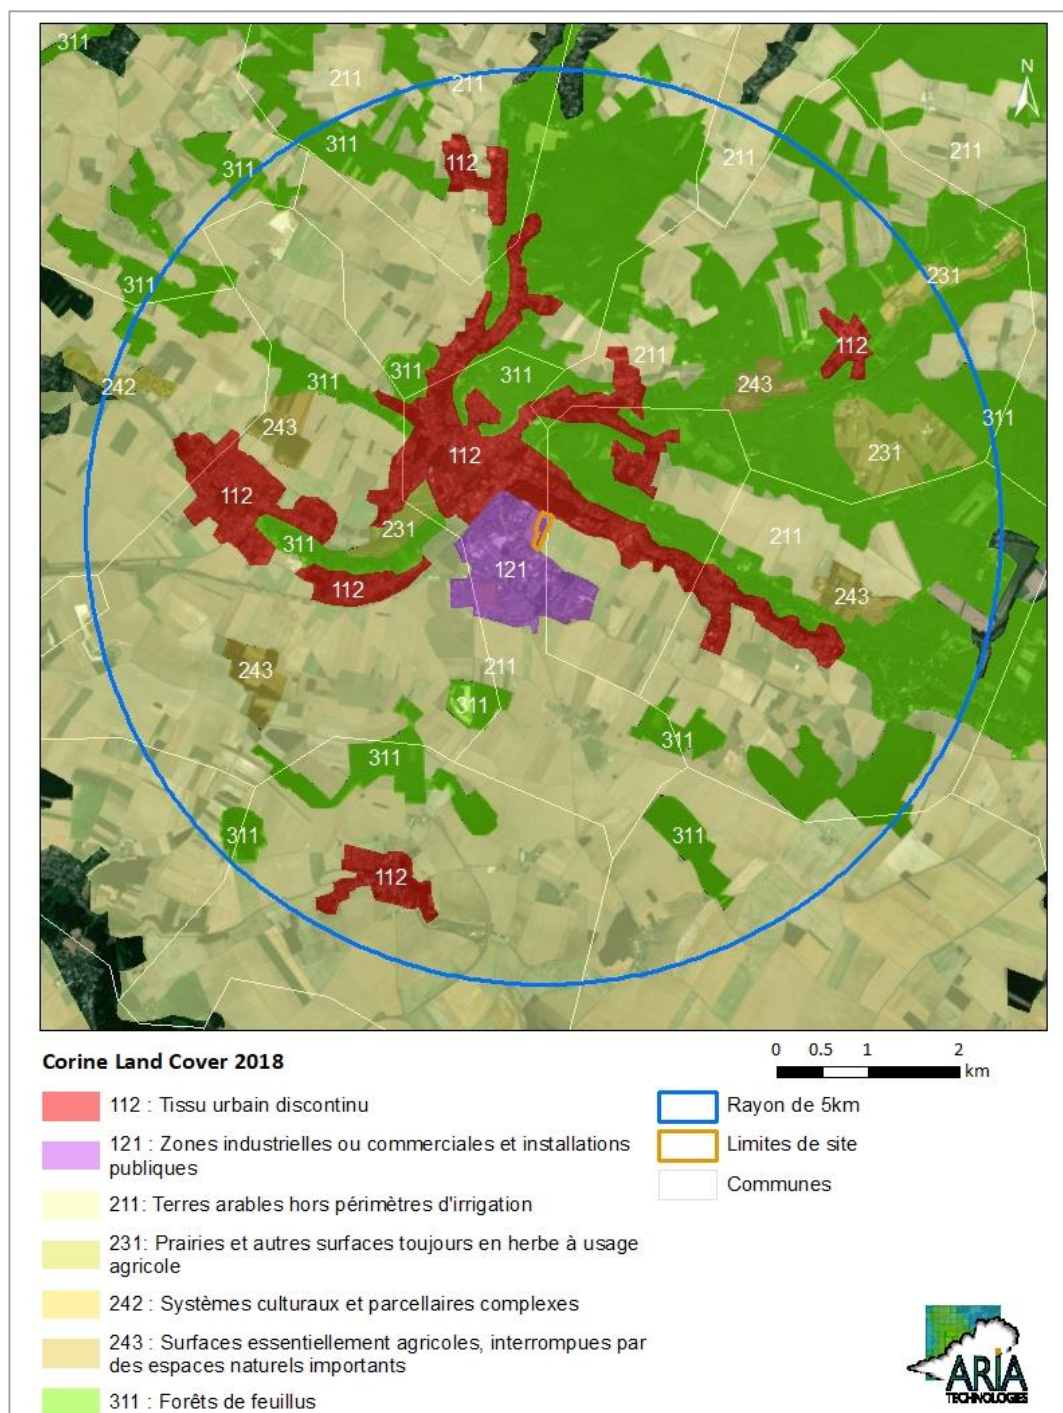 311
211
211
N
311
112
211
211
311
311
231
112
211
311
311
311
242
243
243
311
231
112
112
231
311
211
121
112
243
211
243
311
311
311
311
311
112
Corine Land Cover 2018
0 0.5 1 2
km
112 : Tissu urbain discontinu
121 : Zones industrielles ou commerciales et installations
publiques
211: Terres arables hors périmètres d'irrigation
231: Prairies et autres surfaces toujours en herbe à usage
agricole
242 : Systèmes culturaux et parcellaires complexes
243 : Surfaces essentiellement agricoles, interrompues par
des espaces naturels importants
311 : Forêts de feuillus
Rayon de 5km
Limites de site
Communes
ARIA
TECHNOLOGIES